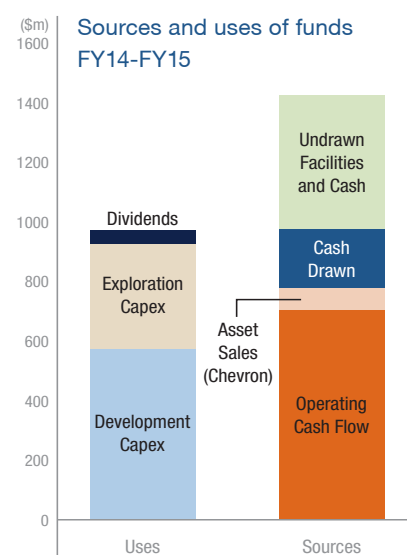 ($m)
Sources and uses of funds
FY14-FY15
1600
1400
1200
1000
800
600
400
200
0
Dividends
Exploration
Capex
Development
Capex
Undrawn
Facilities
and Cash
Cash
Drawn
Asset
Sales
(Chevron)
Operating
Cash Flow
Uses
Sources